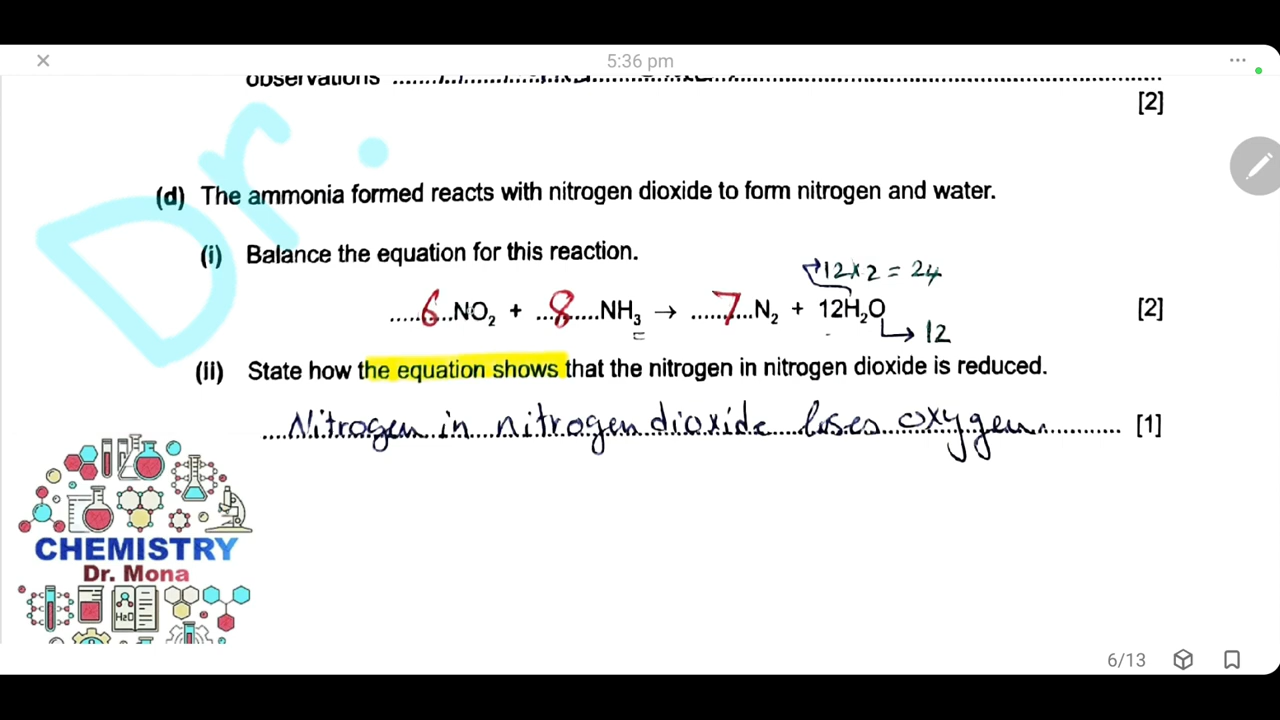 5:36 pm
observations
[2]
Dr.
(d) The ammonia formed reacts with nitrogen dioxide to form nitrogen and water.
(i) Balance the equation for this reaction.
12 x 2 = 24
.....6...NO₂ + ...8......NH₃ → ......7...N₂ + 12H₂O [2]
12
(ii) State how the equation shows that the nitrogen in nitrogen dioxide is reduced.
Nitrogen in nitrogen dioxide loses oxygen. [1]
CHEMISTRY
Dr. Mona
H₂O
6/13